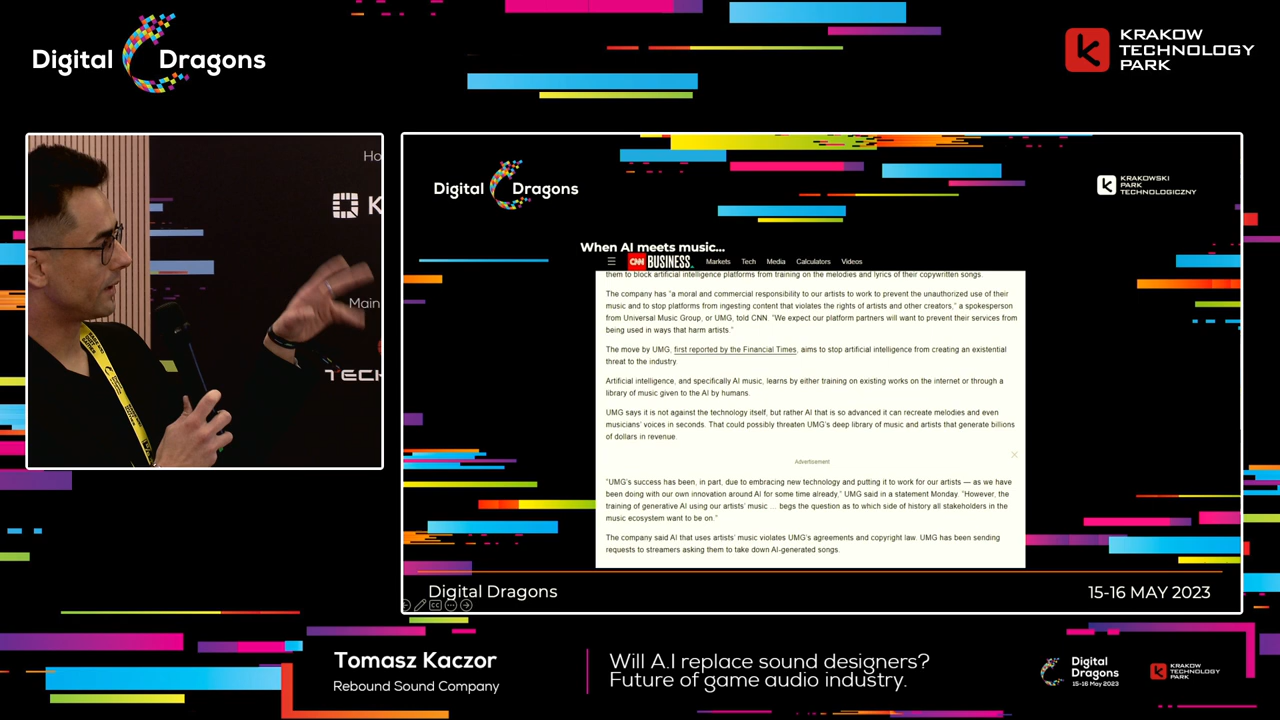 Digital Dragons
KRAKOW
TECHNOLOGY
PARK
Ho
K
Main
TECK
Digital Dragons
KRAKOWSKI
PARK
TECHNOLOGICZNY
When AI meets music...
CNN BUSINESS Markets Tech Media Calculators Videos
them to block artificial intelligence platforms from training on the melodies and lyrics of their copywritten songs.
The company has “a moral and commercial responsibility to our artists to work to prevent the unauthorized use of their
music and to stop platforms from ingesting content that violates the rights of artists and other creators,” a spokesperson
from Universal Music Group, or UMG, told CNN. “We expect our platform partners will want to prevent their services from
being used in ways that harm artists.”
The move by UMG, first reported by the Financial Times, aims to stop artificial intelligence from creating an existential
threat to the industry.
Artificial intelligence, and specifically AI music, learns by either training on existing works on the internet or through a
library of music given to the AI by humans.
UMG says it is not against the technology itself, but rather AI that is so advanced it can recreate melodies and even
musicians’ voices in seconds. That could possibly threaten UMG’s deep library of music and artists that generate billions
of dollars in revenue.
Advertisement
“UMG’s success has been, in part, due to embracing new technology and putting it to work for our artists — as we have
been doing with our own innovation around AI for some time already,” UMG said in a statement Monday. “However, the
training of generative AI using our artists’ music ... begs the question as to which side of history all stakeholders in the
music ecosystem want to be on.”
The company said AI that uses artists’ music violates UMG’s agreements and copyright law. UMG has been sending
requests to streamers asking them to take down AI-generated songs.
Digital Dragons
15-16 MAY 2023
CC
Tomasz Kaczor
Rebound Sound Company
Will A.I replace sound designers?
Future of game audio industry.
Digital
Dragons
15-16 May 2023
KRAKOW
TECHNOLOGY
PARK